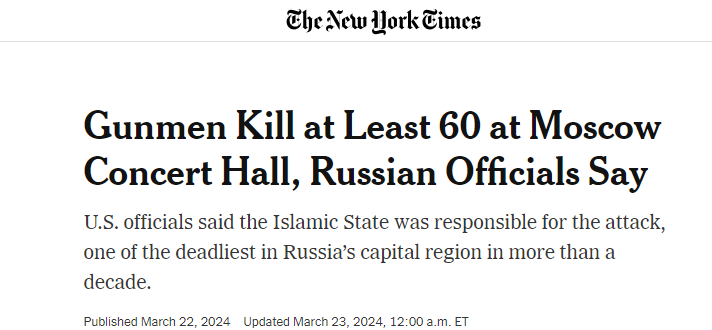 The New York Times
Gunmen Kill at Least 60 at Moscow
Concert Hall, Russian Officials Say
U.S. officials said the Islamic State was responsible for the attack,
one of the deadliest in Russia’s capital region in more than a
decade.
Published March 22, 2024 Updated March 23, 2024, 12:00 a.m. ET